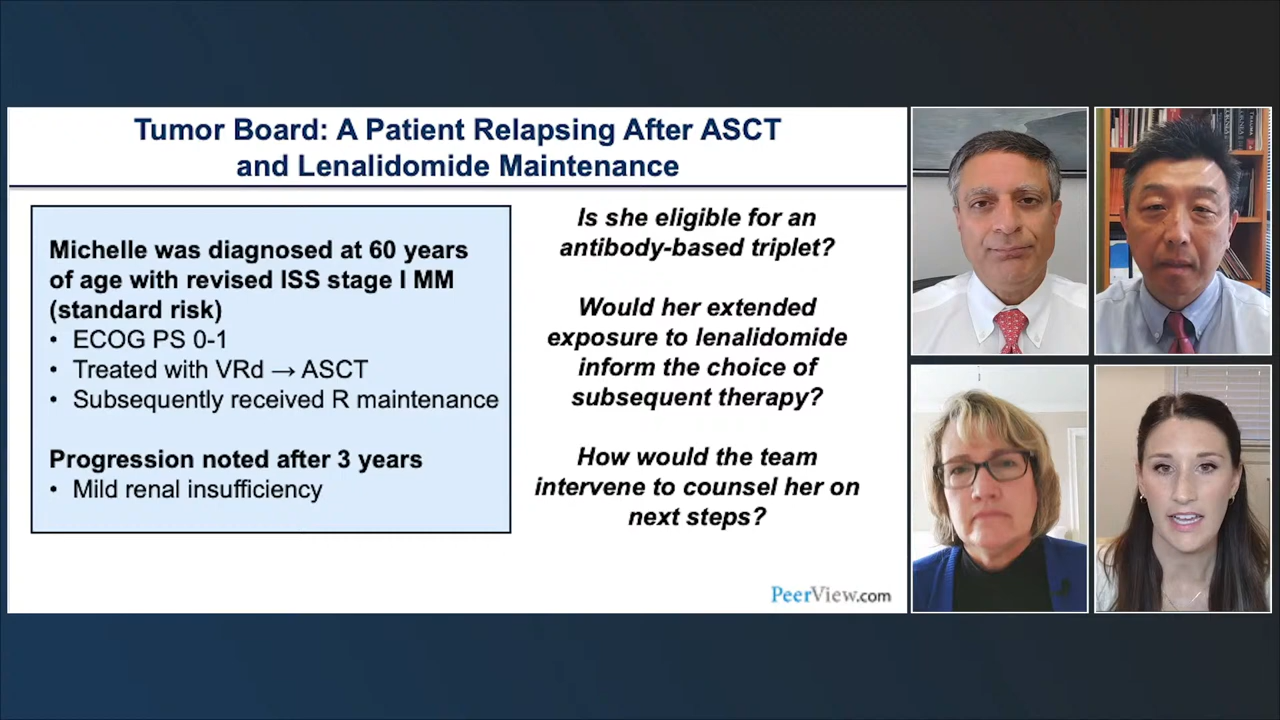 Tumor Board: A Patient Relapsing After ASCT
and Lenalidomide Maintenance
Michelle was diagnosed at 60 years
of age with revised ISS stage I MM
(standard risk)
• ECOG PS 0-1
• Treated with VRd → ASCT
• Subsequently received R maintenance
Progression noted after 3 years
• Mild renal insufficiency
Is she eligible for an
antibody-based triplet?
Would her extended
exposure to lenalidomide
inform the choice of
subsequent therapy?
How would the team
intervene to counsel her on
next steps?
PeerView.com